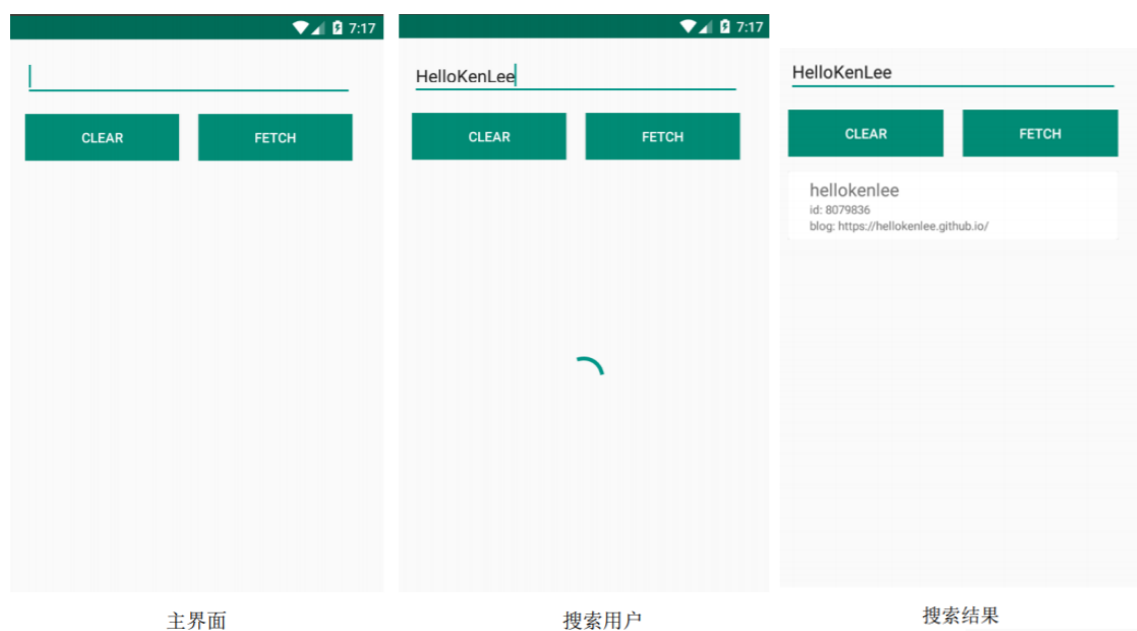 7:17
CLEAR FETCH
主界面
7:17
HelloKenLee
CLEAR FETCH
搜索用户
HelloKenLee
CLEAR FETCH
hellokenlee
id: 8079836
blog: https://hellokenlee.github.io/
搜索结果